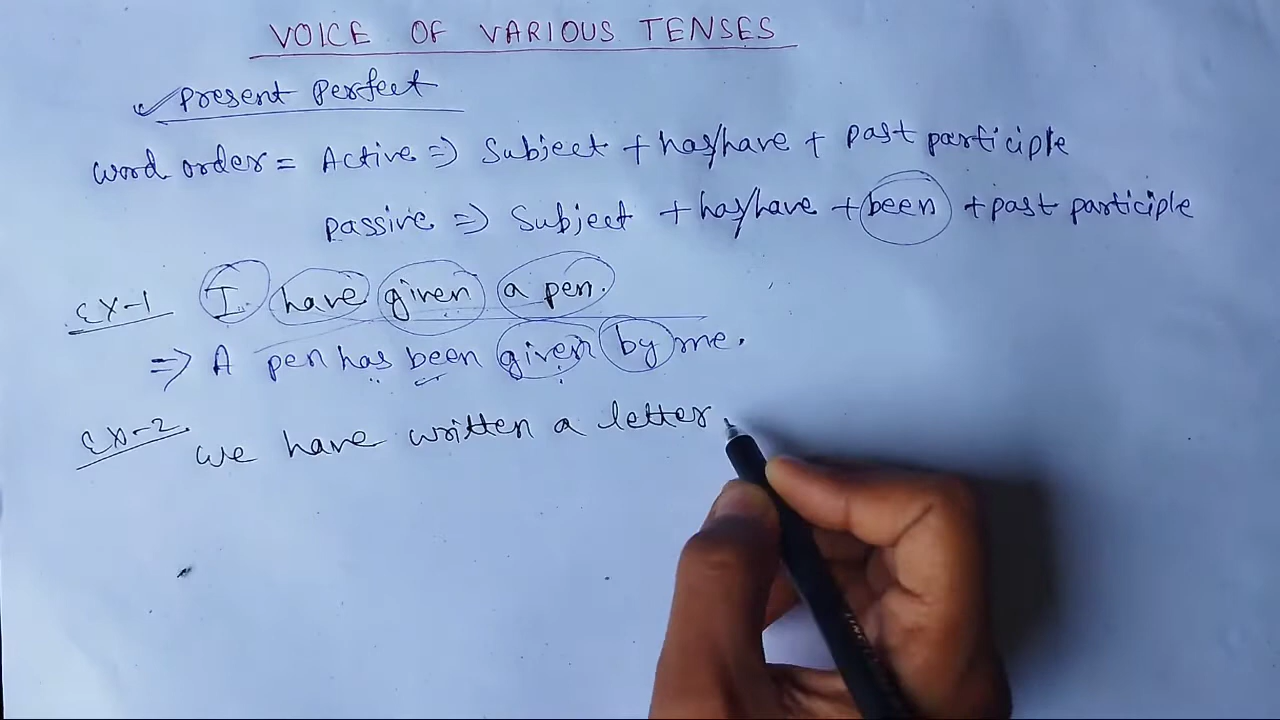 VOICE OF VARIOUS TENSES
Present Perfect
word order = Active => Subject + has/have + past participle
passive => Subject + has/have + been + past participle
EX-1 I have given a pen.
=> A pen has been given by me.
EX-2. we have written a letter